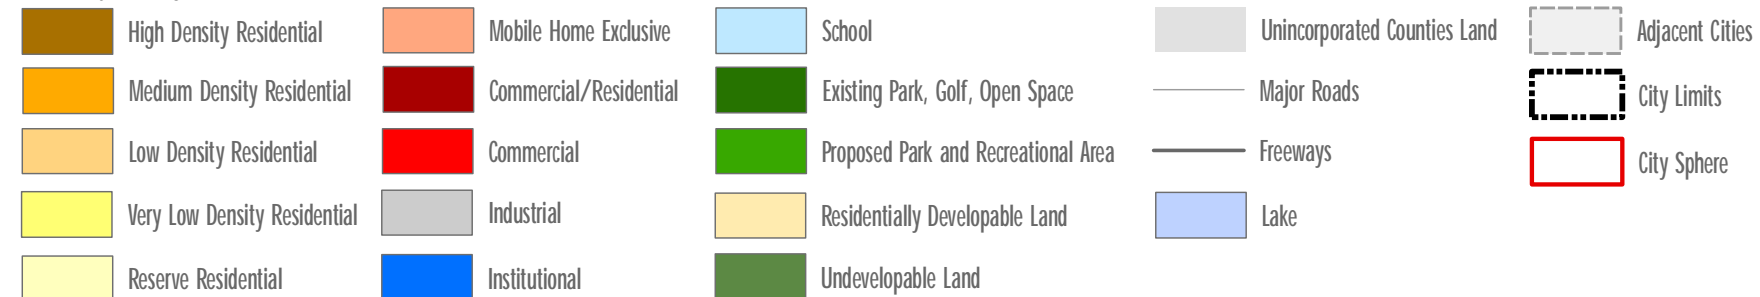 High Density Residential
Medium Density Residential
Low Density Residential
Very Low Density Residential
Reserve Residential
Mobile Home Exclusive
Commercial/Residential
Commercial
Industrial
Institutional
School
Existing Park, Golf, Open Space
Proposed Park and Recreational Area
Residentially Developable Land
Undevelopable Land
Unincorporated Counties Land
Major Roads
Freeways
Lake
Adjacent Cities
City Limits
City Sphere